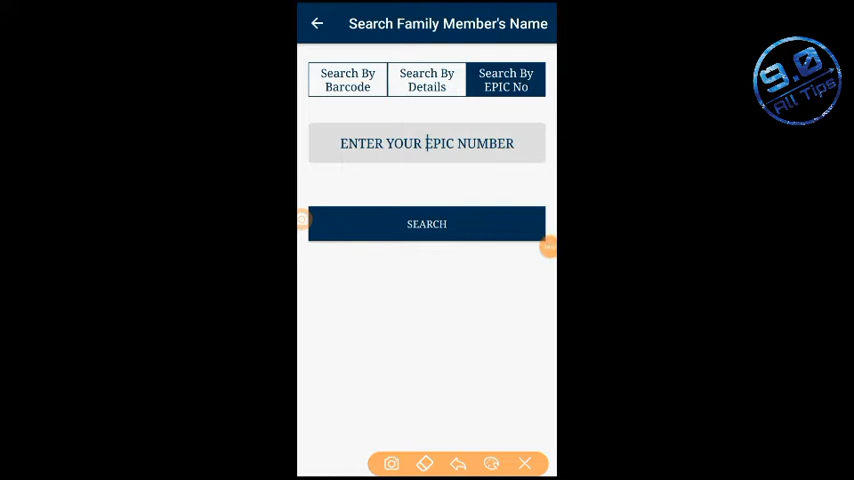 Search Family Member's Name
Search By
Barcode
Search By
Details
Search By
EPIC No
ENTER YOUR EPIC NUMBER
SEARCH
9.0
All Tips